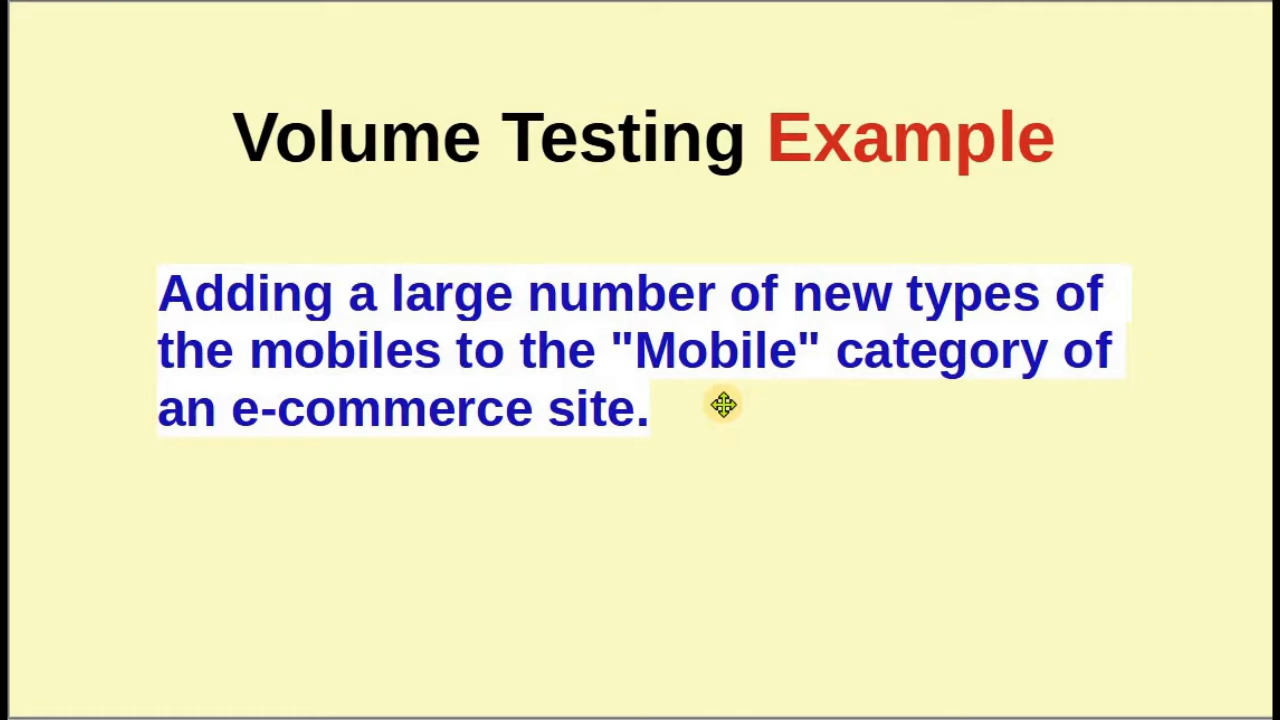 Volume Testing Example
Adding a large number of new types of
the mobiles to the "Mobile" category of
an e-commerce site.